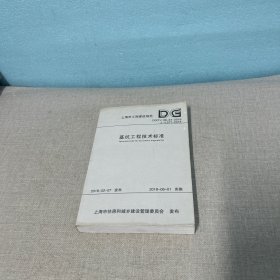 上海市工程建设规范
DG
基坑工程技术标准
2018-02-07 发布
2018-06-01 实施
上海市住房和城乡建设管理委员会 发布